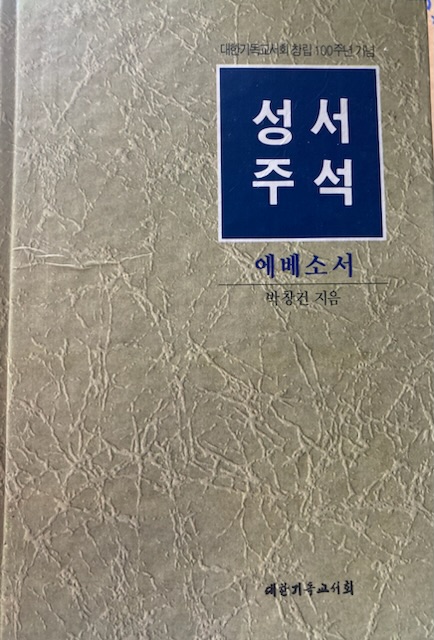 대한기독교서회 창립 100주년 기념
성서
주석
에베소서
박창건 지음
대한기독교서회